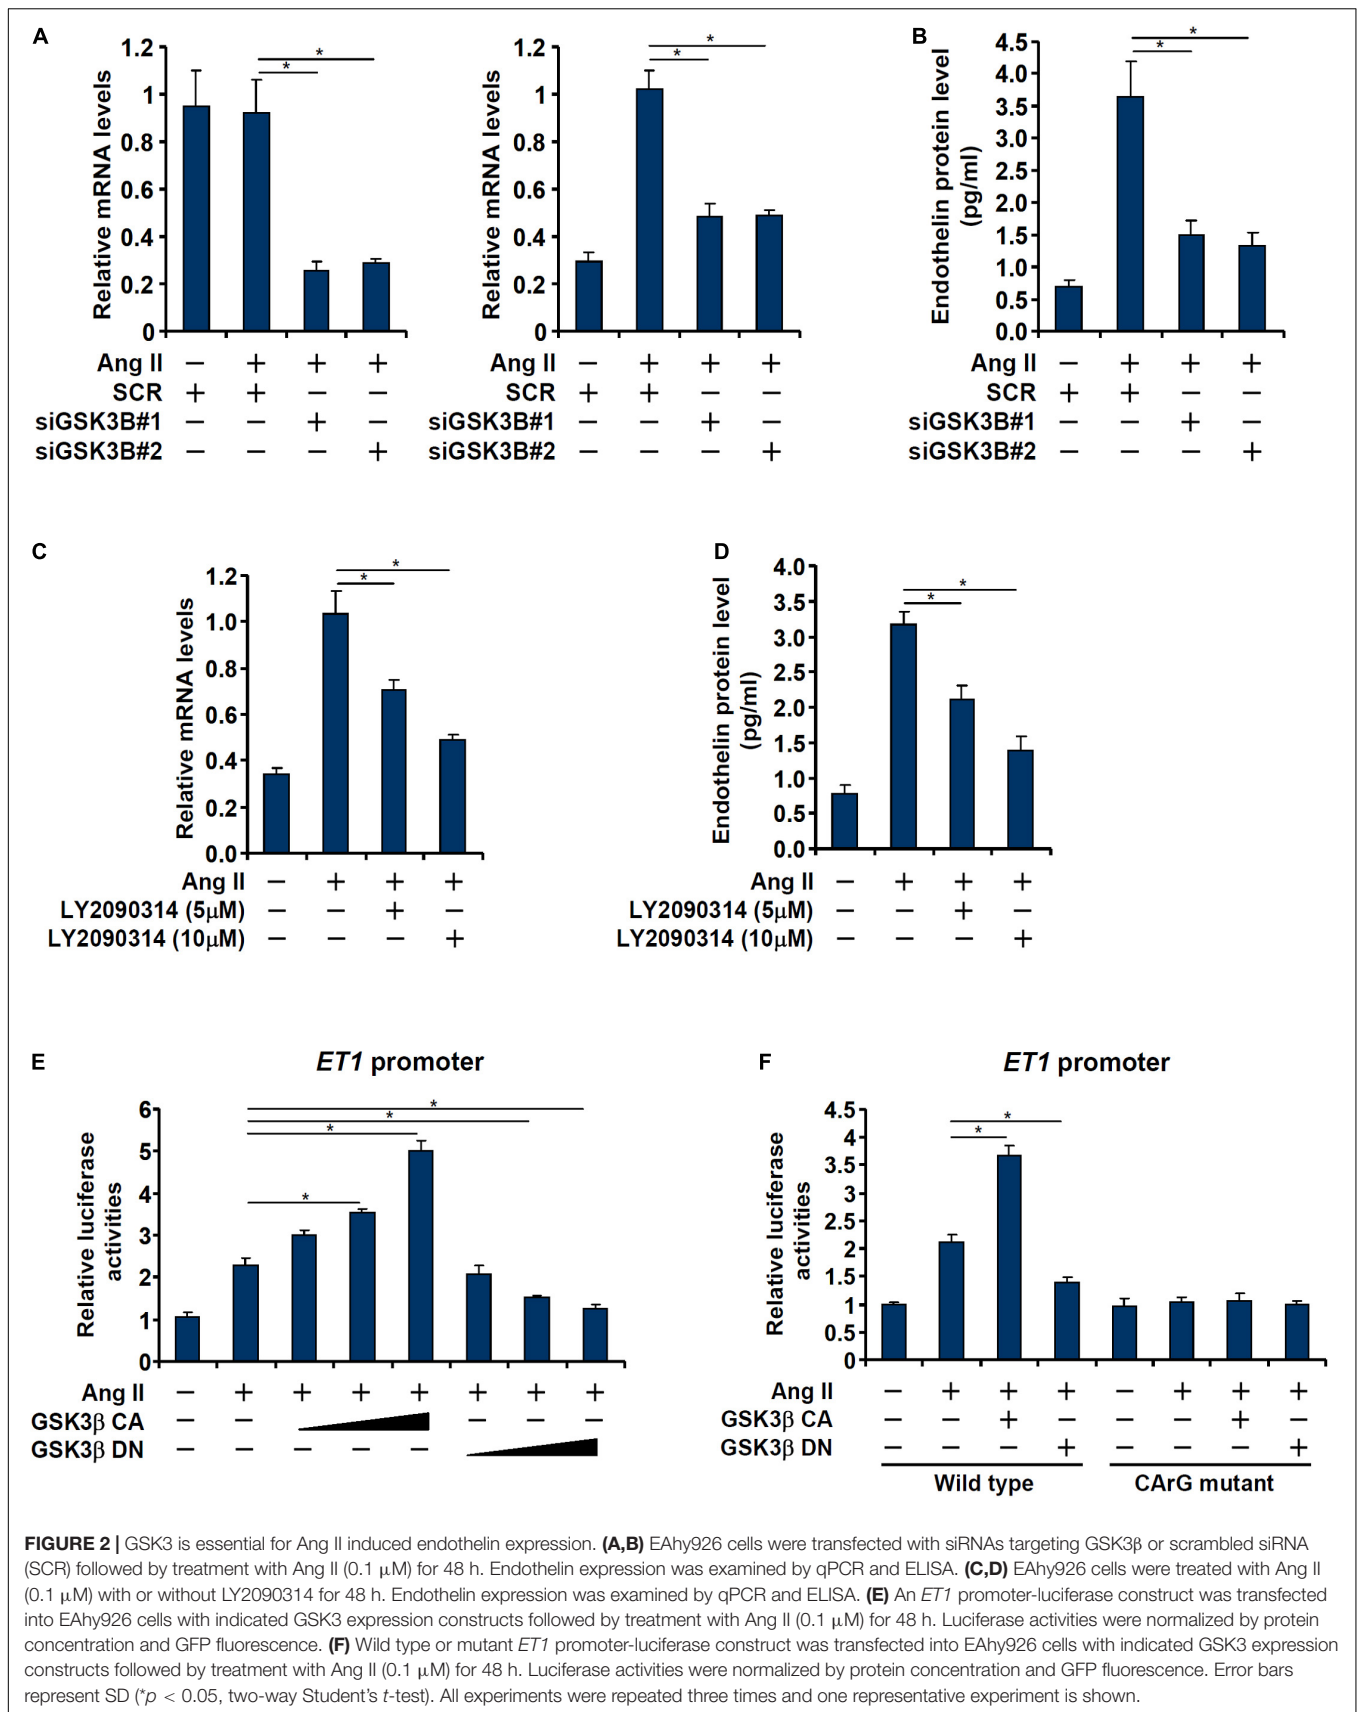 A
Relative mRNA levels
1.2
1
0.8
0.6
0.4
0.2
0
* *
Ang II − + + +
SCR + + − −
siGSK3B#1 − − + −
siGSK3B#2 − − − +
Relative mRNA levels
1.2
1
0.8
0.6
0.4
0.2
0
* *
Ang II − + + +
SCR + + − −
siGSK3B#1 − − + −
siGSK3B#2 − − − +
B
Endothelin protein level
(pg/ml)
4.5
4.0
3.5
3.0
2.5
2.0
1.5
1.0
0.5
0.0
* *
Ang II − + + +
SCR + + − −
siGSK3B#1 − − + −
siGSK3B#2 − − − +
C
Relative mRNA levels
1.2
1.0
0.8
0.6
0.4
0.2
0.0
* *
Ang II − + + +
LY2090314 (5μM) − − + −
LY2090314 (10μM) − − − +
D
Endothelin protein level
(pg/ml)
4.0
3.5
3.0
2.5
2.0
1.5
1.0
0.5
0.0
* *
Ang II − + + +
LY2090314 (5μM) − − + −
LY2090314 (10μM) − − − +
E
ET1 promoter
Relative luciferase
activities
6
5
4
3
2
1
0
* * * *
Ang II − + + + + + + +
GSK3β CA − − − − −
GSK3β DN − − − − −
F
ET1 promoter
Relative luciferase
activities
4.5
4
3.5
3
2.5
2
1.5
1
0.5
0
* *
Ang II − + + + − + + +
GSK3β CA − − + − − − + −
GSK3β DN − − − + − − − +
Wild type CArG mutant
FIGURE 2 | GSK3 is essential for Ang II induced endothelin expression. (A,B) EAhy926 cells were transfected with siRNAs targeting GSK3β or scrambled siRNA
(SCR) followed by treatment with Ang II (0.1 μM) for 48 h. Endothelin expression was examined by qPCR and ELISA. (C,D) EAhy926 cells were treated with Ang II
(0.1 μM) with or without LY2090314 for 48 h. Endothelin expression was examined by qPCR and ELISA. (E) An ET1 promoter-luciferase construct was transfected
into EAhy926 cells with indicated GSK3 expression constructs followed by treatment with Ang II (0.1 μM) for 48 h. Luciferase activities were normalized by protein
concentration and GFP fluorescence. (F) Wild type or mutant ET1 promoter-luciferase construct was transfected into EAhy926 cells with indicated GSK3 expression
constructs followed by treatment with Ang II (0.1 μM) for 48 h. Luciferase activities were normalized by protein concentration and GFP fluorescence. Error bars
represent SD (*p < 0.05, two-way Student's t-test). All experiments were repeated three times and one representative experiment is shown.